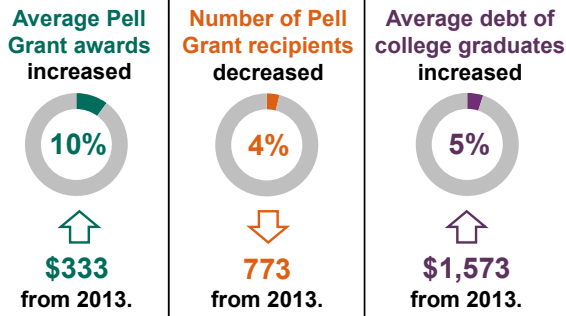 Average Pell
Grant awards
increased
10%
$333
from 2013.
Number of Pell
Grant recipients
decreased
4%
773
from 2013.
Average debt of
college graduates
increased
5%
$1,573
from 2013.